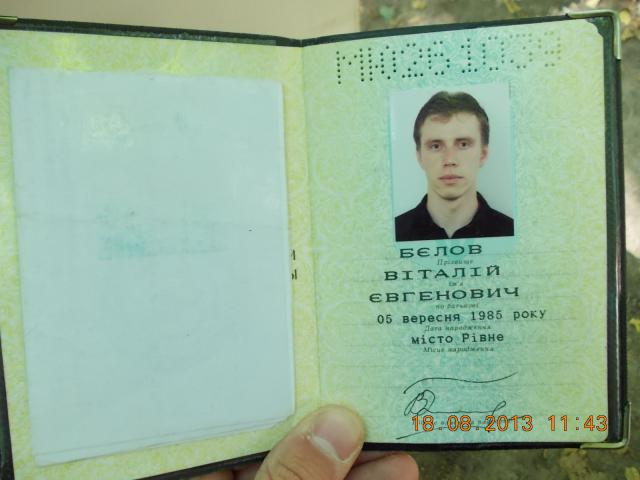 БЄЛОВ
Прізвище
ВІТАЛІЙ
Ім'я
ЄВГЕНОВИЧ
по батькові
05 вересня 1985 року
Дата народження
місто Рівне
Місце народження
18.08.2013 11:43